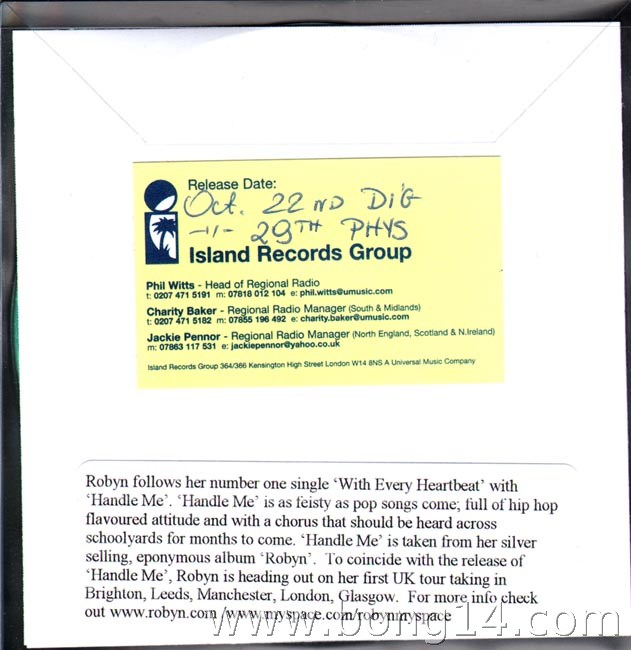 Release Date:
Oct. 22ND DIG
-11- 29TH PHYS
Island Records Group
Phil Witts - Head of Regional Radio
t: 0207 471 5191 m: 07818 012 104 e: phil.witts@umusic.com
Charity Baker - Regional Radio Manager (South & Midlands)
t: 0207 471 5182 m: 07855 196 492 e: charity.baker@umusic.com
Jackie Pennor - Regional Radio Manager (North England, Scotland & N.Ireland)
m: 07863 117 531 e: jackiepennor@yahoo.co.uk
Island Records Group 364/366 Kensington High Street London W14 8NS A Universal Music Company
Robyn follows her number one single ‘With Every Heartbeat’ with
‘Handle Me’. ‘Handle Me’ is as feisty as pop songs come; full of hip hop
flavoured attitude and with a chorus that should be heard across
schoolyards for months to come. ‘Handle Me’ is taken from her silver
selling, eponymous album ‘Robyn’. To coincide with the release of
‘Handle Me’, Robyn is heading out on her first UK tour taking in
Brighton, Leeds, Manchester, London, Glasgow. For more info check
out www.robyn.com /www.myspace.com/robynmyspace
www.bong14.com